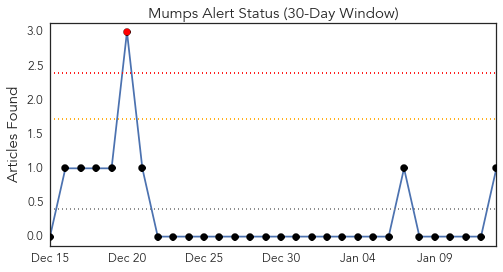 Mumps Alert Status (30-Day Window)
Articles Found
3.0
2.5
2.0
1.5
1.0
0.5
0.0
Dec 15 Dec 20 Dec 25 Dec 30 Jan 04 Jan 09